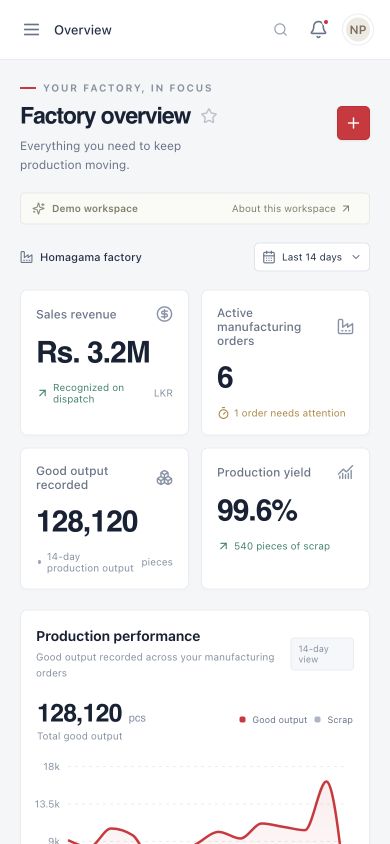 Overview
NP
YOUR FACTORY, IN FOCUS
Factory overview
Everything you need to keep
production moving.
Demo workspace
About this workspace
Homagama factory
Last 14 days
Sales revenue
Rs. 3.2M
Recognized on
dispatch
LKR
Active
manufacturing
orders
6
1 order needs attention
Good output
recorded
128,120
14-day
production output
pieces
Production yield
99.6%
540 pieces of scrap
Production performance
Good output recorded across your manufacturing
orders
14-day
view
128,120 pcs
Total good output
Good output
Scrap
18k
13.5k
9k